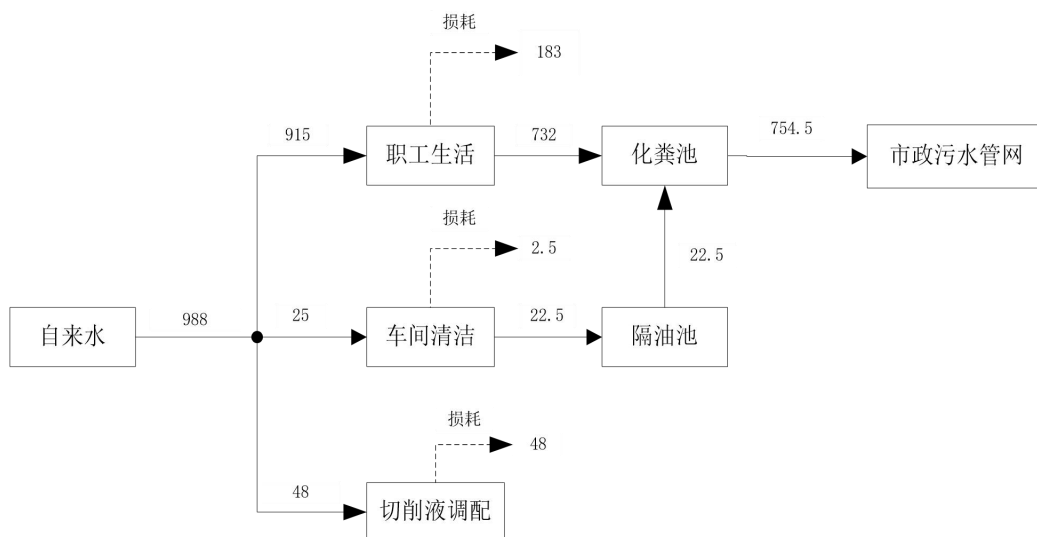 损耗
183
915
职工生活
732
化粪池
754.5
市政污水管网
损耗
2.5
22.5
自来水
988
25
车间清洁
22.5
隔油池
损耗
48
48
切削液调配